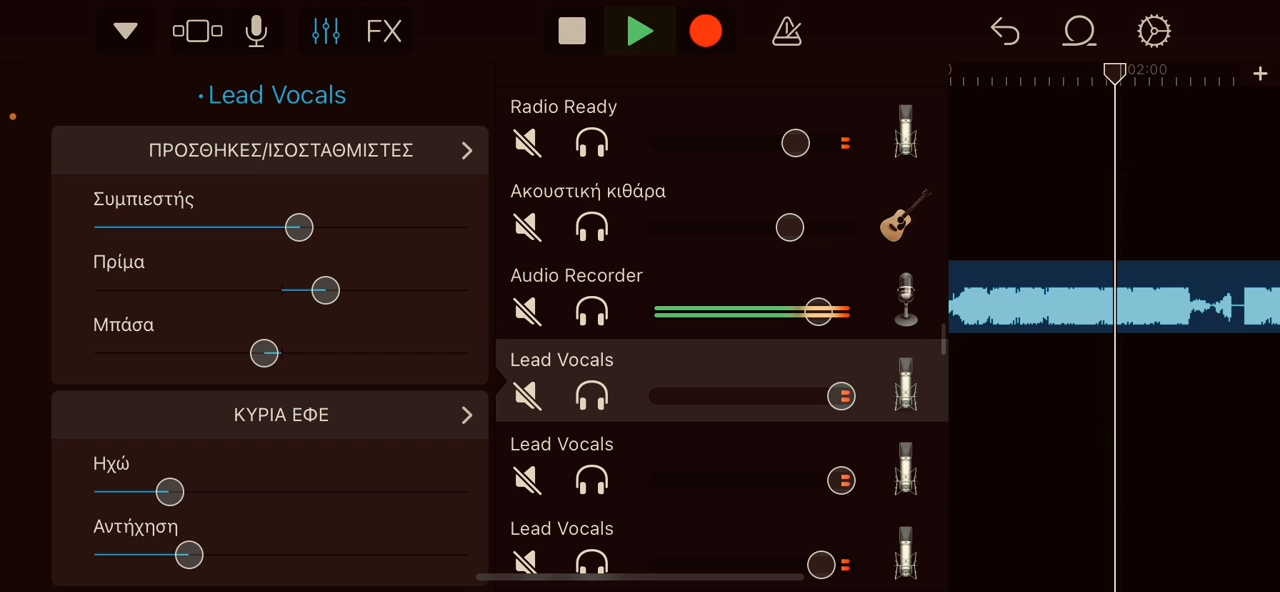 FX
· Lead Vocals
ΠΡΟΣΘΗΚΕΣ/ΙΣΟΣΤΑΘΜΙΣΤΕΣ
Συμπιεστής
Πρίμα
Μπάσα
ΚΥΡΙΑ ΕΦΕ
Ηχώ
Αντήχηση
Radio Ready
Ακουστική κιθάρα
Audio Recorder
Lead Vocals
Lead Vocals
Lead Vocals
02:00